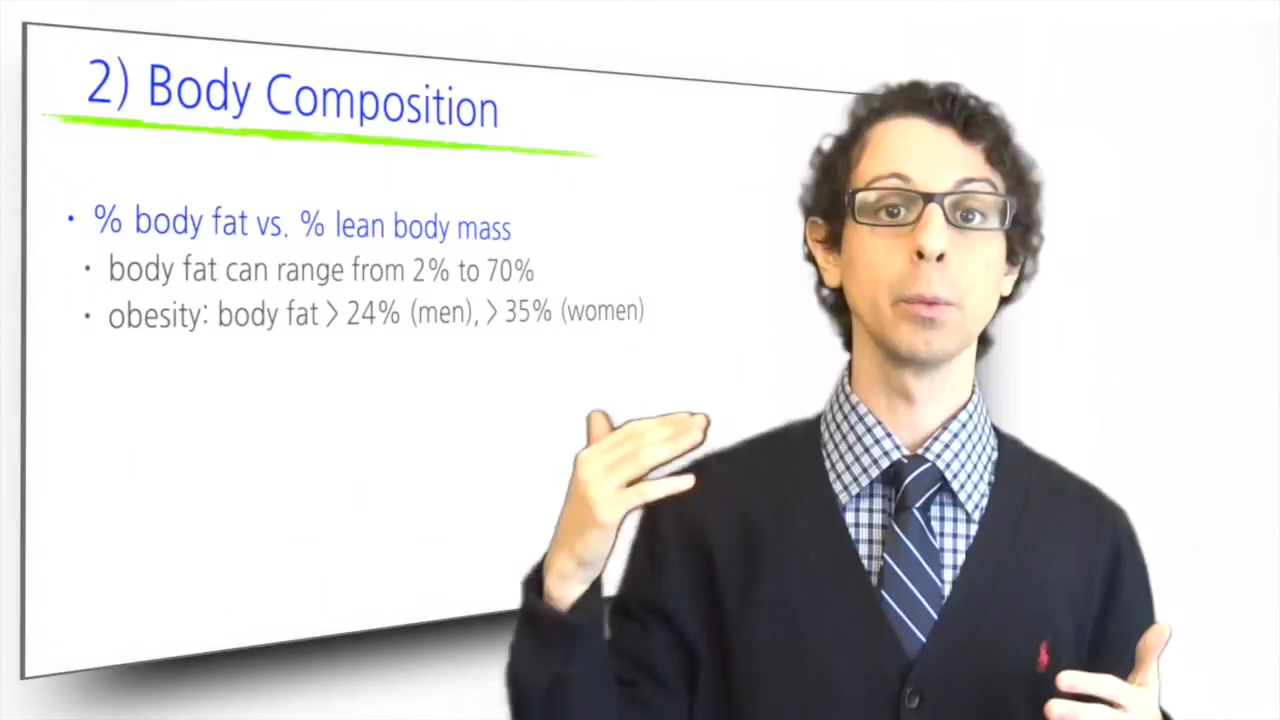 2) Body Composition
• % body fat vs. % lean body mass
• body fat can range from 2% to 70%
• obesity: body fat > 24% (men), > 35% (women)